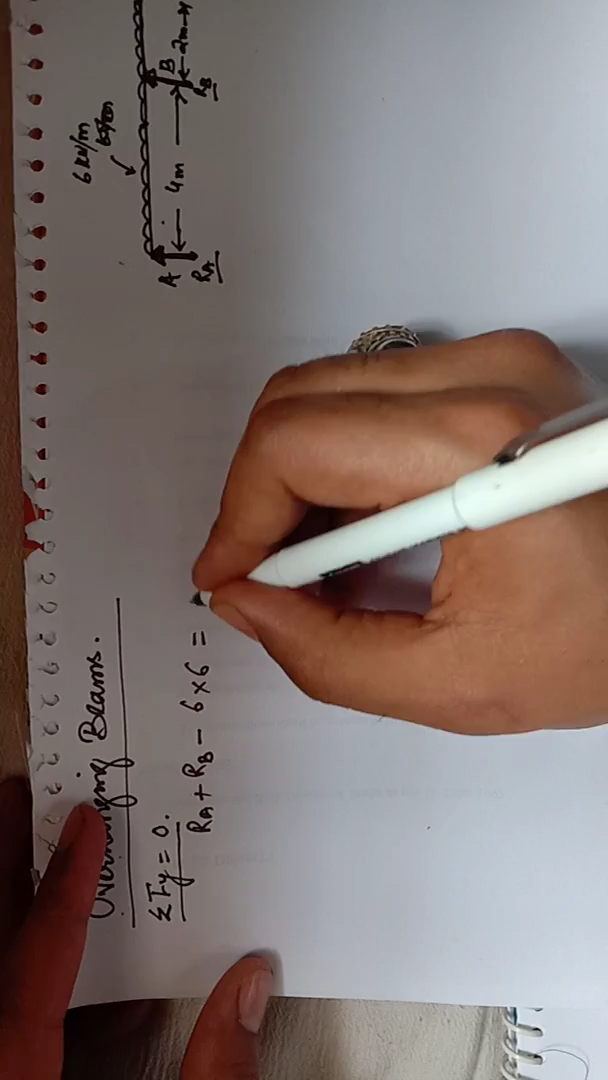 Overhanging Beams.
ΣFy = 0.
RA + RB - 6 × 6 =
6 kN/m
A
4m
B
2m
RA
RB